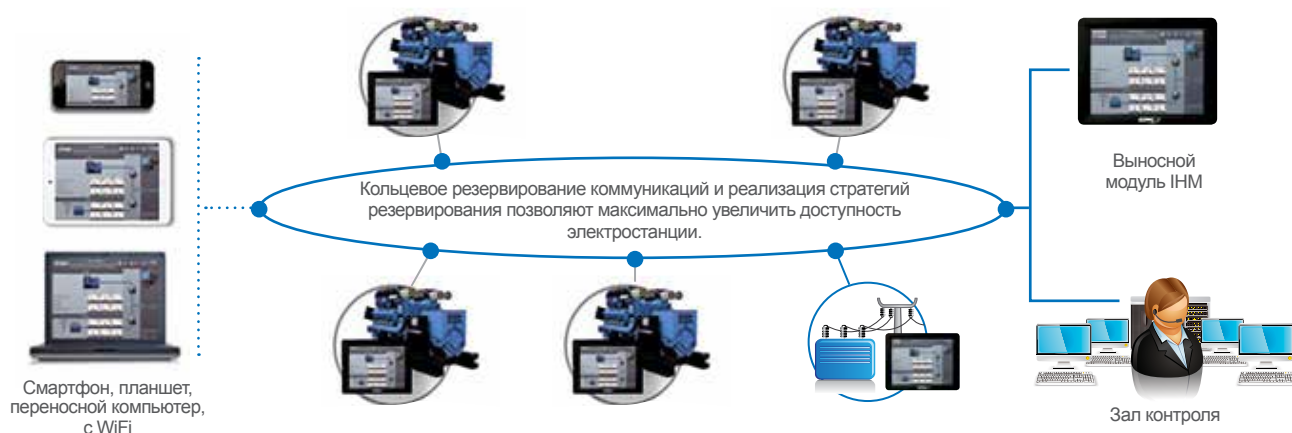 Кольцевое резервирование коммуникаций и реализация стратегий
резервирования позволяют максимально увеличить доступность
электростанции.
Выносной
модуль IHM
Смартфон, планшет,
переносной компьютер,
с WiFi
Зал контроля